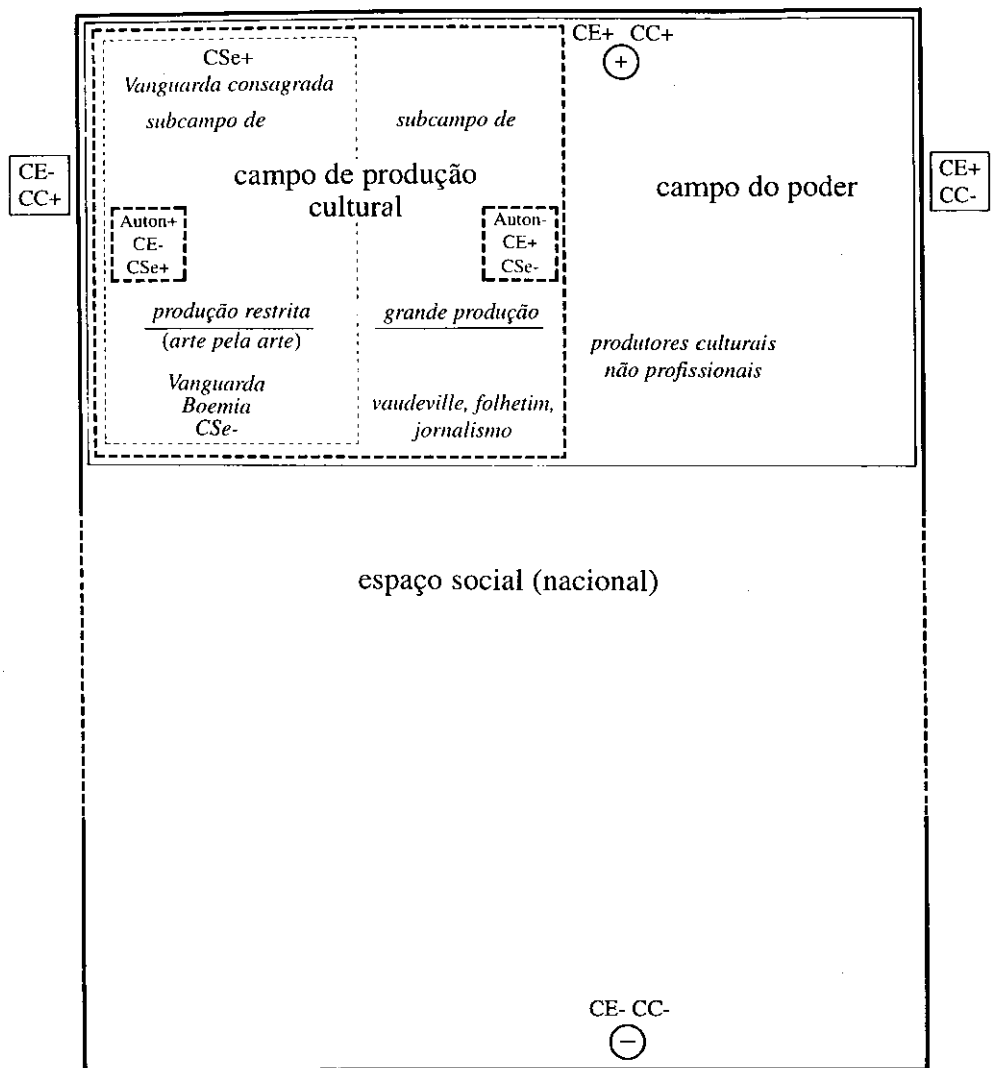 CE+ CC+
+
CSe+
Vanguarda consagrada
subcampo de
subcampo de
CE-
CC+
campo de produção
cultural
campo do poder
CE+
CC-
Auton+
CE-
CSe+
Auton-
CE+
CSe-
produção restrita
(arte pela arte)
grande produção
produtores culturais
não profissionais
Vanguarda
Boemia
CSe-
vaudeville, folhetim,
jornalismo
espaço social (nacional)
CE- CC-
−